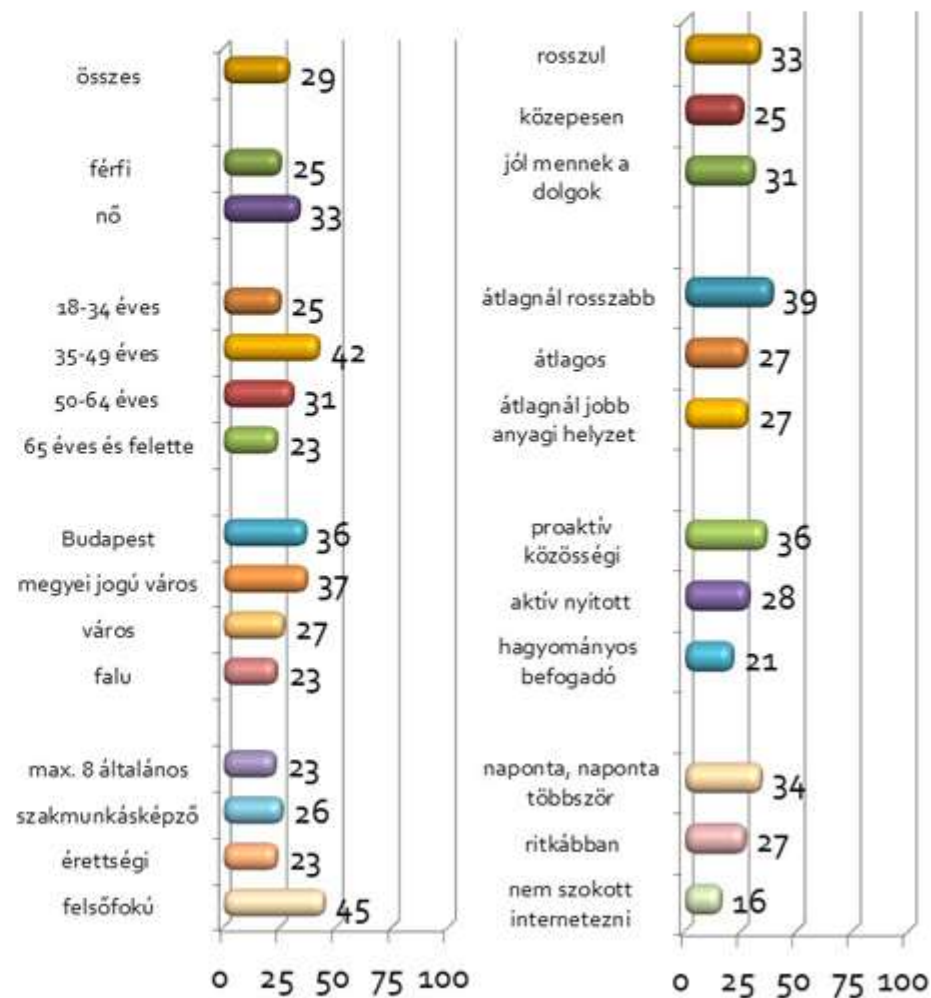 összes 29
férfi 25
nő 33
18-34 éves 25
35-49 éves 42
50-64 éves 31
65 éves és felette 23
Budapest 36
megyei jogú város 37
város 27
falu 23
max. 8 általános 23
szakmunkásképző 26
érettségi 23
felsőfokú 45
0 25 50 75 100
rosszul 33
közepesen 25
jól mennek a
dolgok 31
átlagnál rosszabb 39
átlagos 27
átlagnál jobb
anyagi helyzet 27
proaktív
közösségi 36
aktív nyitott 28
hagyományos
befogadó 21
naponta, naponta
többször 34
ritkábban 27
nem szokott
internetezni 16
0 25 50 75 100